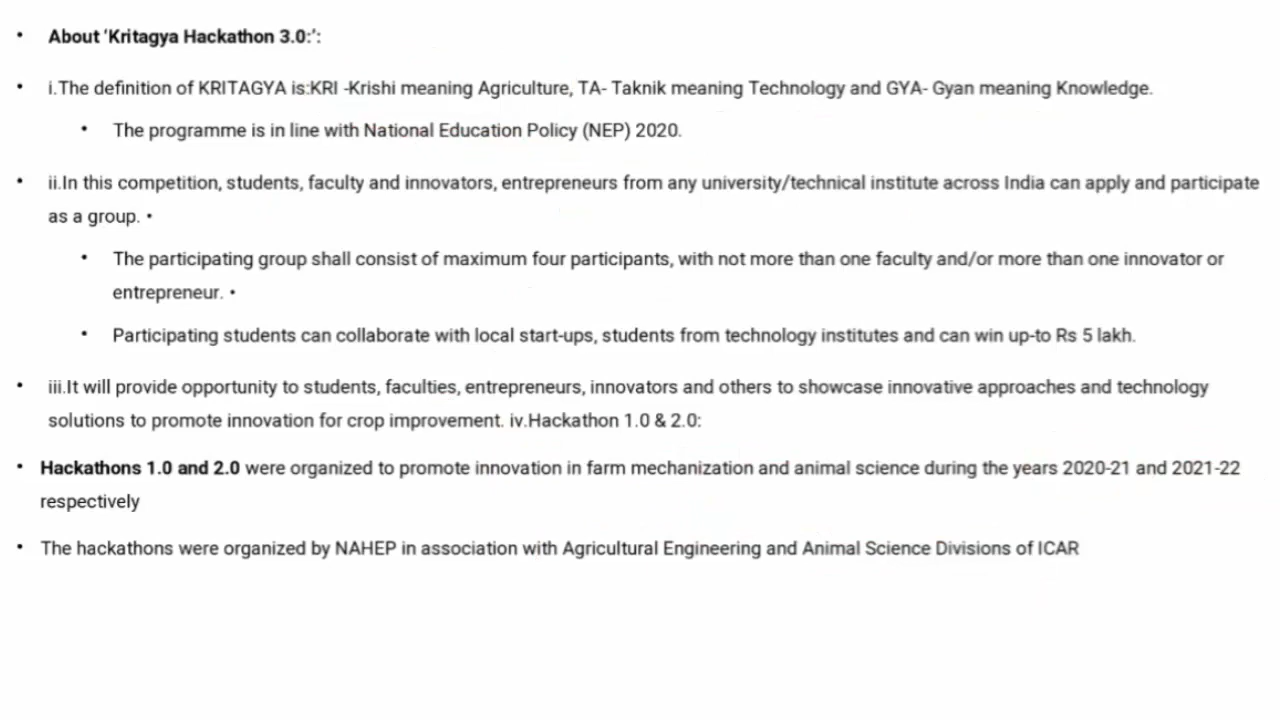 • About ‘Kritagya Hackathon 3.0:’:
• i.The definition of KRITAGYA is:KRI -Krishi meaning Agriculture, TA- Taknik meaning Technology and GYA- Gyan meaning Knowledge.
• The programme is in line with National Education Policy (NEP) 2020.
• ii.In this competition, students, faculty and innovators, entrepreneurs from any university/technical institute across India can apply and participate
as a group. •
• The participating group shall consist of maximum four participants, with not more than one faculty and/or more than one innovator or
entrepreneur. •
• Participating students can collaborate with local start-ups, students from technology institutes and can win up-to Rs 5 lakh.
• iii.It will provide opportunity to students, faculties, entrepreneurs, innovators and others to showcase innovative approaches and technology
solutions to promote innovation for crop improvement. iv.Hackathon 1.0 & 2.0:
• Hackathons 1.0 and 2.0 were organized to promote innovation in farm mechanization and animal science during the years 2020-21 and 2021-22
respectively
• The hackathons were organized by NAHEP in association with Agricultural Engineering and Animal Science Divisions of ICAR